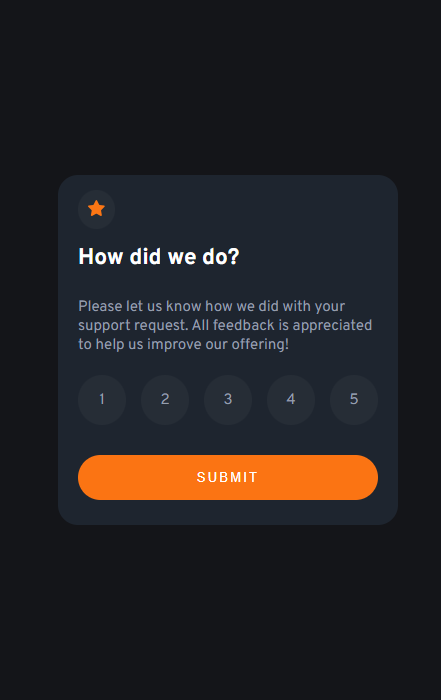 How did we do?
Please let us know how we did with your
support request. All feedback is appreciated
to help us improve our offering!
1 2 3 4 5
SUBMIT